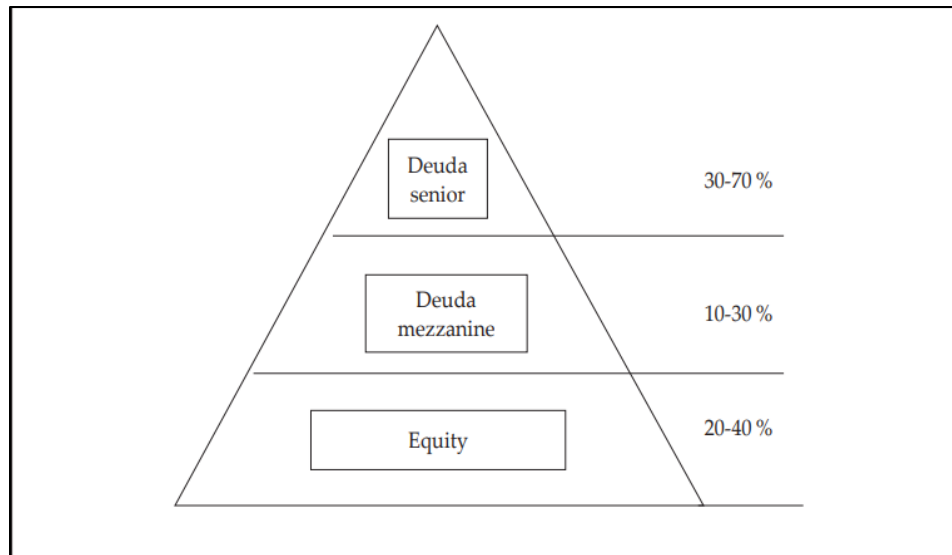 Deuda
senior
30-70 %
Deuda
mezzanine
10-30 %
Equity
20-40 %